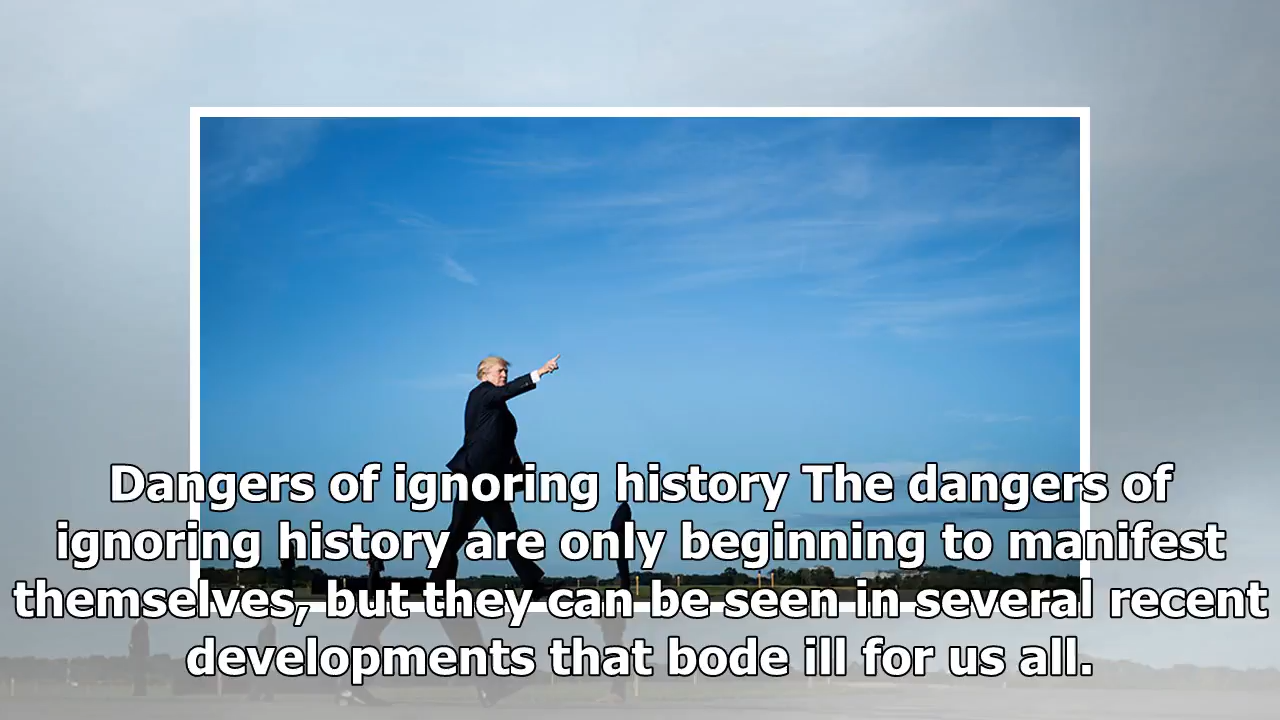 Dangers of ignoring history The dangers of
ignoring history are only beginning to manifest
themselves, but they can be seen in several recent
developments that bode ill for us all.